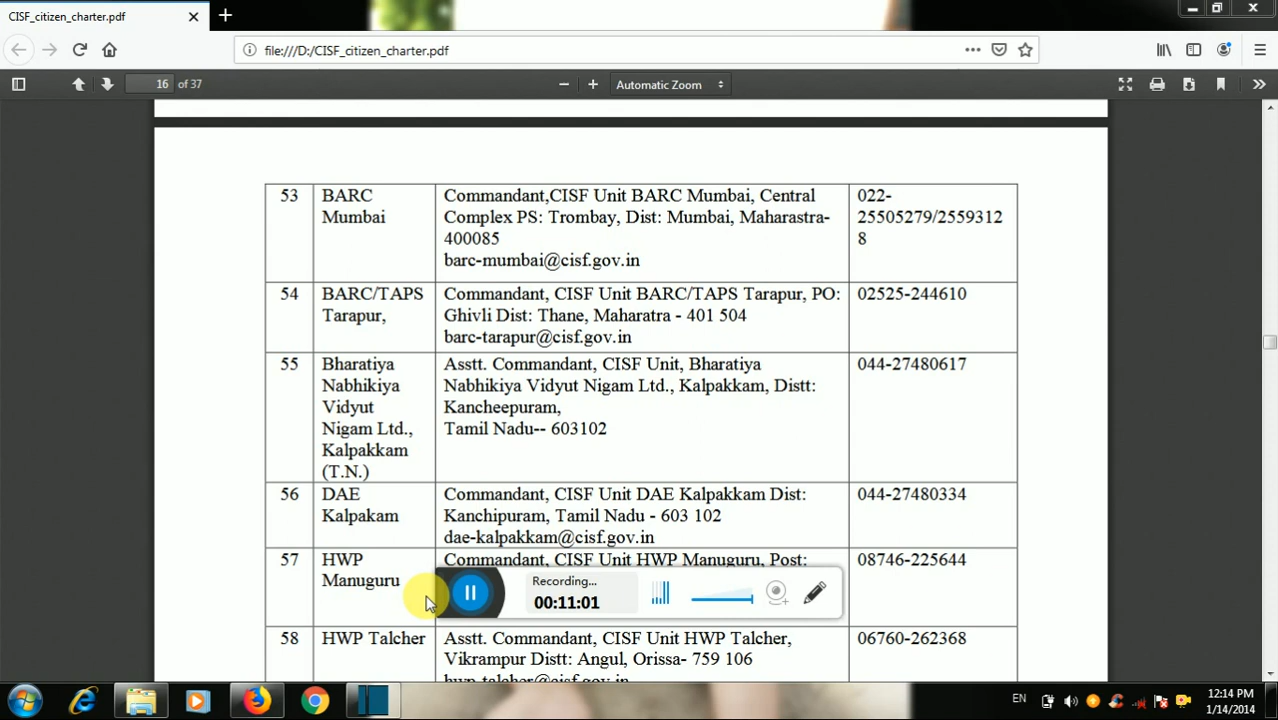 CISF_citizen_charter.pdf
file:///D:/CISF_citizen_charter.pdf
16 of 37
Automatic Zoom
53
BARC
Mumbai
Commandant,CISF Unit BARC Mumbai, Central
Complex PS: Trombay, Dist: Mumbai, Maharastra-
400085
barc-mumbai@cisf.gov.in
022-
25505279/2559312
8
54
BARC/TAPS
Tarapur,
Commandant, CISF Unit BARC/TAPS Tarapur, PO:
Ghivli Dist: Thane, Maharatra - 401 504
barc-tarapur@cisf.gov.in
02525-244610
55
Bharatiya
Nabhikiya
Vidyut
Nigam Ltd.,
Kalpakkam
(T.N.)
Asstt. Commandant, CISF Unit, Bharatiya
Nabhikiya Vidyut Nigam Ltd., Kalpakkam, Distt:
Kancheepuram,
Tamil Nadu-- 603102
044-27480617
56
DAE
Kalpakam
Commandant, CISF Unit DAE Kalpakkam Dist:
Kanchipuram, Tamil Nadu - 603 102
dae-kalpakkam@cisf.gov.in
044-27480334
57
HWP
Manuguru
Commandant, CISF Unit HWP Manuguru, Post:
08746-225644
Recording...
00:11:01
58
HWP Talcher
Asstt. Commandant, CISF Unit HWP Talcher,
Vikrampur Distt: Angul, Orissa- 759 106
hwp-talcher@cisf.gov.in
06760-262368
EN
12:14 PM
1/14/2014